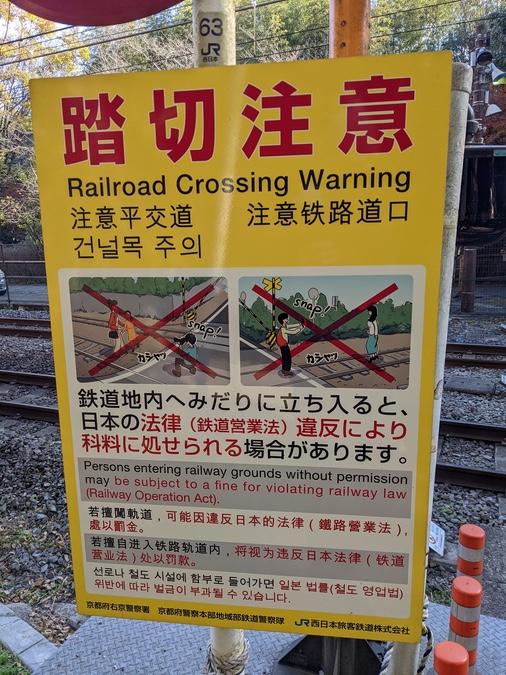 63
JR
西日本
踏切注意
Railroad Crossing Warning
注意平交道 注意铁路道口
건널목 주의
snap!
カシャッ
snap!
カシャッ
鉄道地内へみだりに立ち入ると、
日本の法律（鉄道営業法）違反により
科料に処せられる場合があります。
Persons entering railway grounds without permission
may be subject to a fine for violating railway law
(Railway Operation Act).
若擅闖軌道，可能因違反日本的法律（鐵路營業法），
處以罰金。
若擅自进入铁路轨道内，将视为违反日本法律（铁道
营业法）处以罚款。
선로나 철도 시설에 함부로 들어가면 일본 법률(철도 영업법)
위반에 따라 벌금이 부과될 수 있습니다.
京都府右京警察署 京都府警察本部地域部鉄道警察隊 JR西日本旅客鉄道株式会社